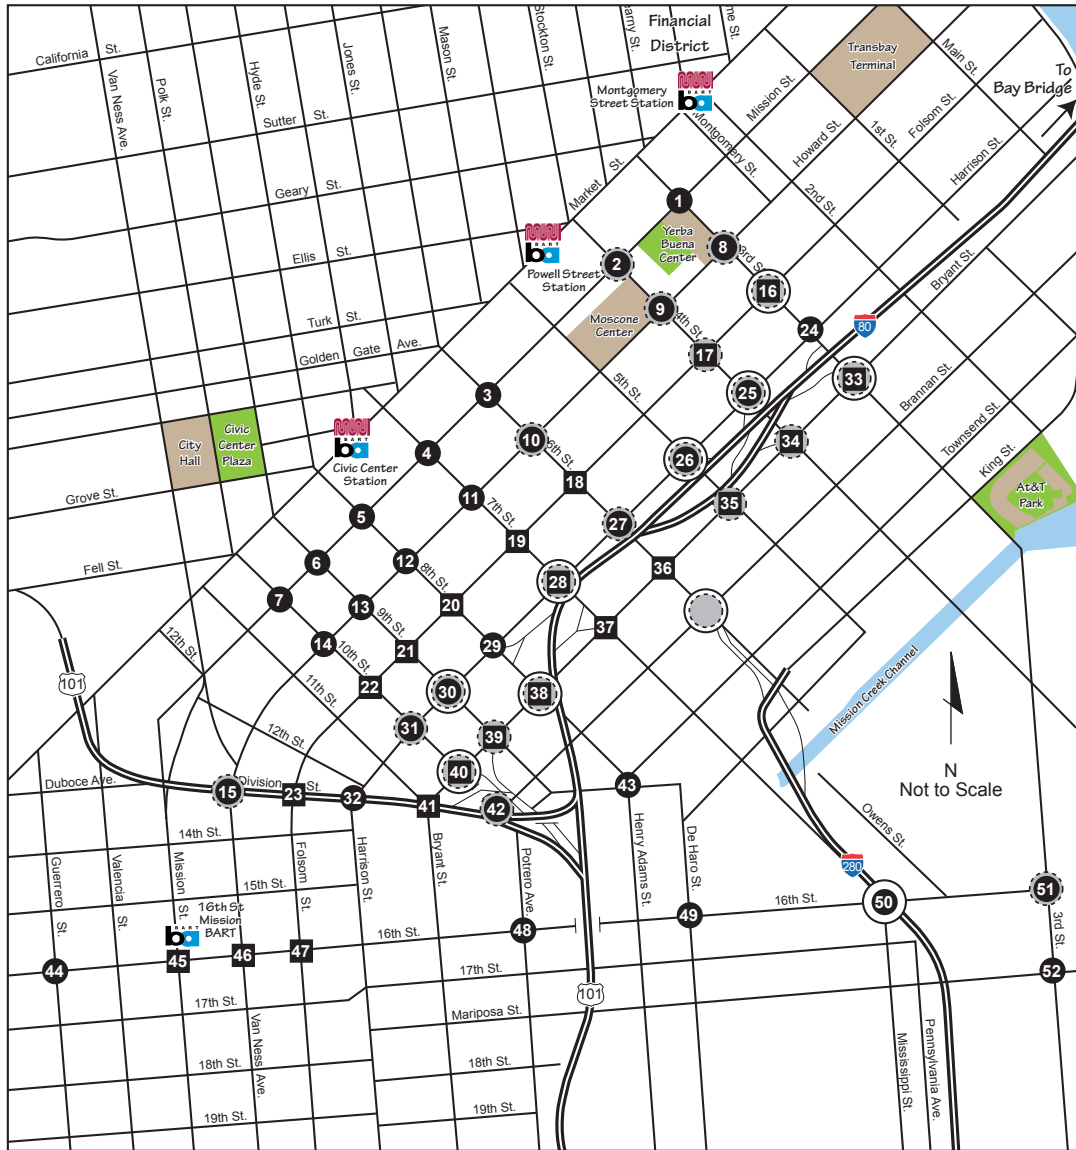 California St.
Van Ness Ave.
Polk St.
Hyde St.
Jones St.
Mason St.
Stockton St.
Financial
District
Transbay
Terminal
Main St.
To
Bay Bridge
Montgomery
Street Station
MUNI
BART
ba
Sutter St.
Geary St.
Ellis St.
Turk St.
Golden Gate Ave.
Market St.
Montgomery St.
Mission St.
Howard St.
1st St.
Folsom St.
Harrison St.
2nd St.
Bryant St.
Brannan St.
Townsend St.
King St.
1
Yerba
Buena
Center
8
3rd St.
2
MUNI
BART
ba
Powell Street
Station
Moscone
Center
9
4th St.
16
24
80
17
5th St.
25
33
3
10
6th St.
26
34
At&T
Park
City
Hall
Civic
Center
Plaza
MUNI
BART
ba
Civic Center
Station
4
11
7th St.
18
35
Grove St.
5
19
27
Fell St.
6
12
8th St.
28
36
7
13
9th St.
20
37
12th St.
14
10th St.
21
29
11th St.
22
30
38
101
12th St.
31
39
Mission Creek Channel
N
Not to Scale
Duboce Ave.
15
Division St.
23
32
40
41
42
43
14th St.
15th St.
Guerrero St.
Valencia St.
Mission St.
Folsom St.
Harrison St.
Bryant St.
Potrero Ave.
Henry Adams St.
De Haro St.
Owens St.
280
16th St.
Mission
BART
BART
ba
44
45
46
47
16th St.
48
49
16th St.
50
51
3rd St.
52
17th St.
17th St.
101
Mariposa St.
Van Ness Ave.
18th St.
18th St.
19th St.
19th St.
Mississippi St.
Pennsylvania Ave.